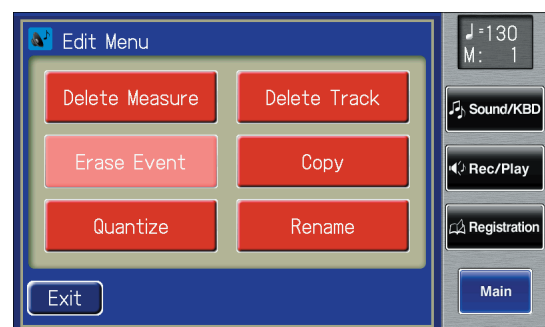 Edit Menu
Delete Measure
Delete Track
Erase Event
Copy
Quantize
Rename
Exit
♩=130
M: 1
Sound/KBD
Rec/Play
Registration
Main